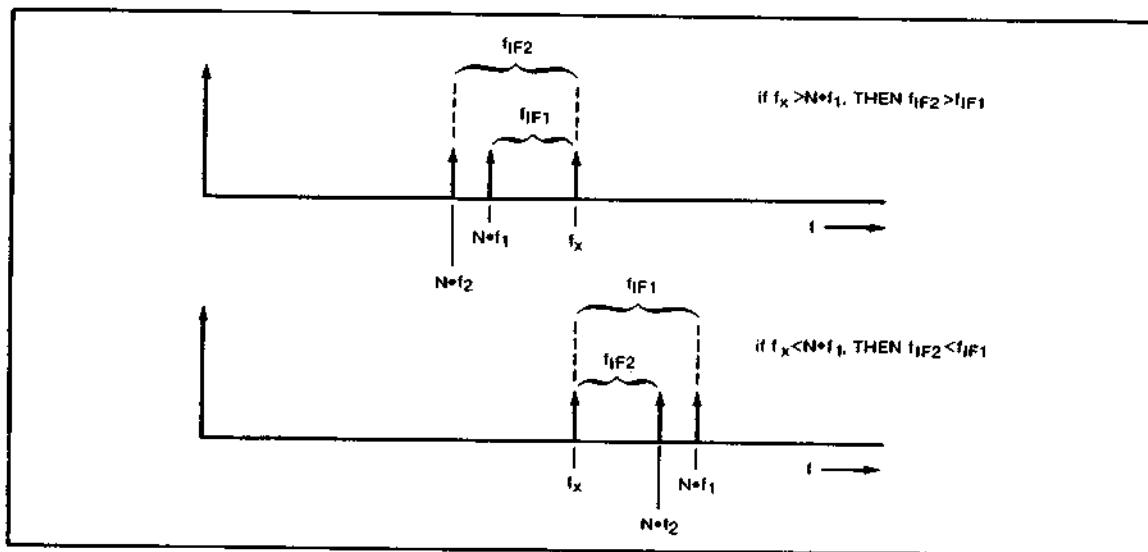 fIF2
if fx >N•f1, THEN fIF2>fIF1
fIF1
f
N•f1
fx
N•f2
fIF1
if fx<N•f1, THEN fIF2<fIF1
fIF2
f
fx
N•f1
N•f2